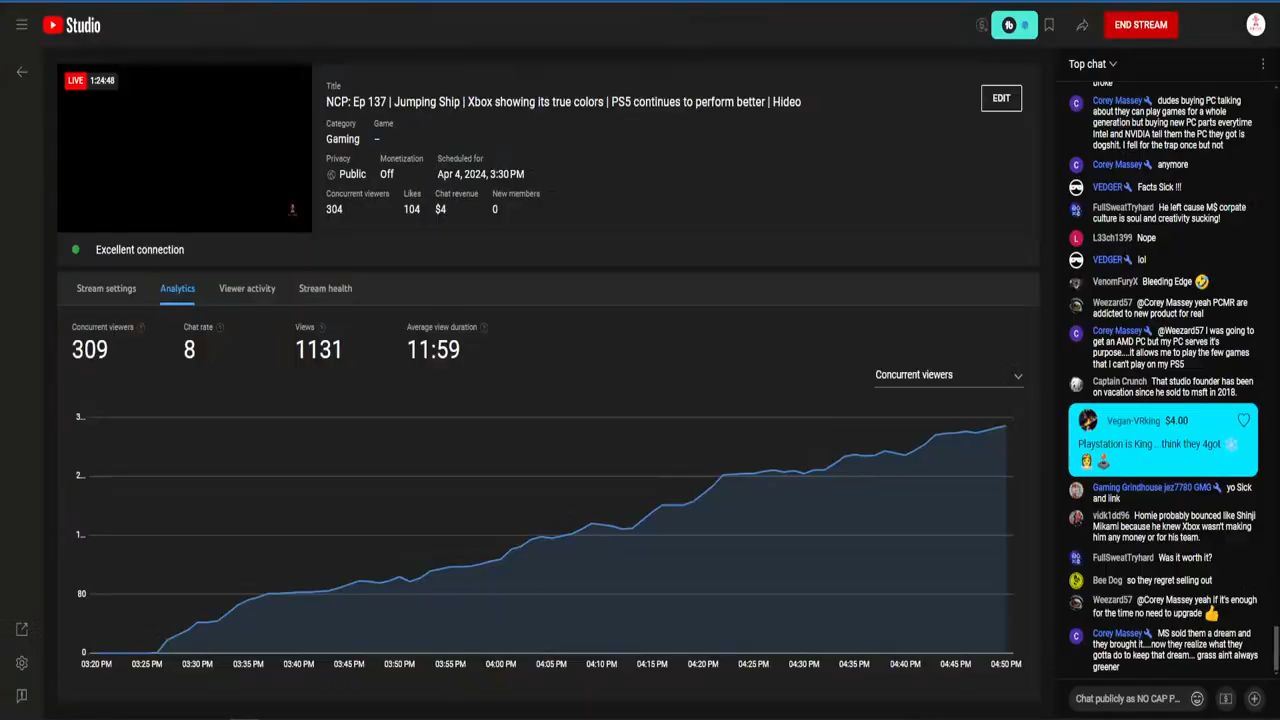 Studio
END STREAM
LIVE 1:24:48
Title
NCP: Ep 137 | Jumping Ship | Xbox showing its true colors | PS5 continues to perform better | Hideo
EDIT
Category Game
Gaming –
Privacy Monetization Scheduled for
Public Off Apr 4, 2024, 3:30 PM
Concurrent viewers Likes Chat revenue New members
304 104 $4 0
Excellent connection
Stream settings Analytics Viewer activity Stream health
Concurrent viewers Chat rate Views Average view duration
309 8 1131 11:59
Concurrent viewers
3...
2...
1...
80
0
03:20 PM 03:25 PM 03:30 PM 03:35 PM 03:40 PM 03:45 PM 03:50 PM 03:55 PM 04:00 PM 04:05 PM 04:10 PM 04:15 PM 04:20 PM 04:25 PM 04:30 PM 04:35 PM 04:40 PM 04:45 PM 04:50 PM
Top chat
broke
Corey Massey dudes buying PC talking
about they can play games for a whole
generation but buying new PC parts everytime
Intel and NVIDIA tell them the PC they got is
dogshit. I fell for the trap once but not
Corey Massey anymore
VEDGER Facts Sick !!!
FullSweatTryhard He left cause M$ corpate
culture is soul and creativity sucking!
L33ch1399 Nope
VEDGER lol
VenomFuryX Bleeding Edge 🤣
Weezard57 @Corey Massey yeah PCMR are
addicted to new product for real
Corey Massey @Weezard57 I was going to
get an AMD PC but my PC serves it's
purpose....it allows me to play the few games
that i can't play on my PS5
Captain Crunch That studio founder has been
on vacation since he sold to msft in 2018.
Vegan-VRking $4.00
Playstation is King ...think they 4got
Gaming Grindhouse jez7780 GMG yo Sick
and link
vidk1dd96 Homie probably bounced like Shinji
Mikami because he knew Xbox wasn't making
him any money or for his team.
FullSweatTryhard Was it worth it?
Bee Dog so they regret selling out
Weezard57 @Corey Massey yeah if it's enough
for the time no need to upgrade 👍
Corey Massey MS sold them a dream and
they brought it....now they realize what they
gotta do to keep that dream... grass ain't always
greener
Chat publicly as NO CAP P...